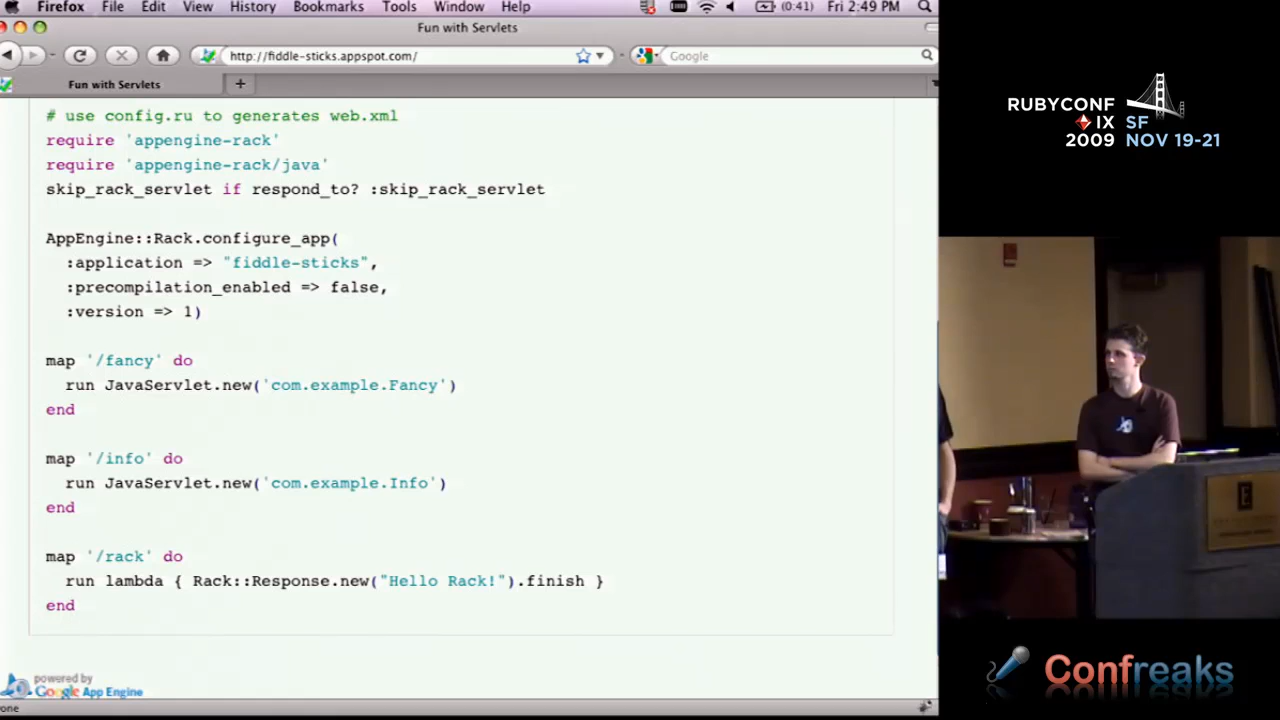 Firefox File Edit View History Bookmarks Tools Window Help (0:41) Fri 2:49 PM
Fun with Servlets
http://fiddle-sticks.appspot.com/ Google
Fun with Servlets
# use config.ru to generates web.xml
require 'appengine-rack'
require 'appengine-rack/java'
skip_rack_servlet if respond_to? :skip_rack_servlet
AppEngine::Rack.configure_app(
:application => "fiddle-sticks",
:precompilation_enabled => false,
:version => 1)
map '/fancy' do
run JavaServlet.new('com.example.Fancy')
end
map '/info' do
run JavaServlet.new('com.example.Info')
end
map '/rack' do
run lambda { Rack::Response.new("Hello Rack!").finish }
end
powered by
Google App Engine
one
RUBYCONF
IX SF
2009 NOV 19-21
E
Confreaks